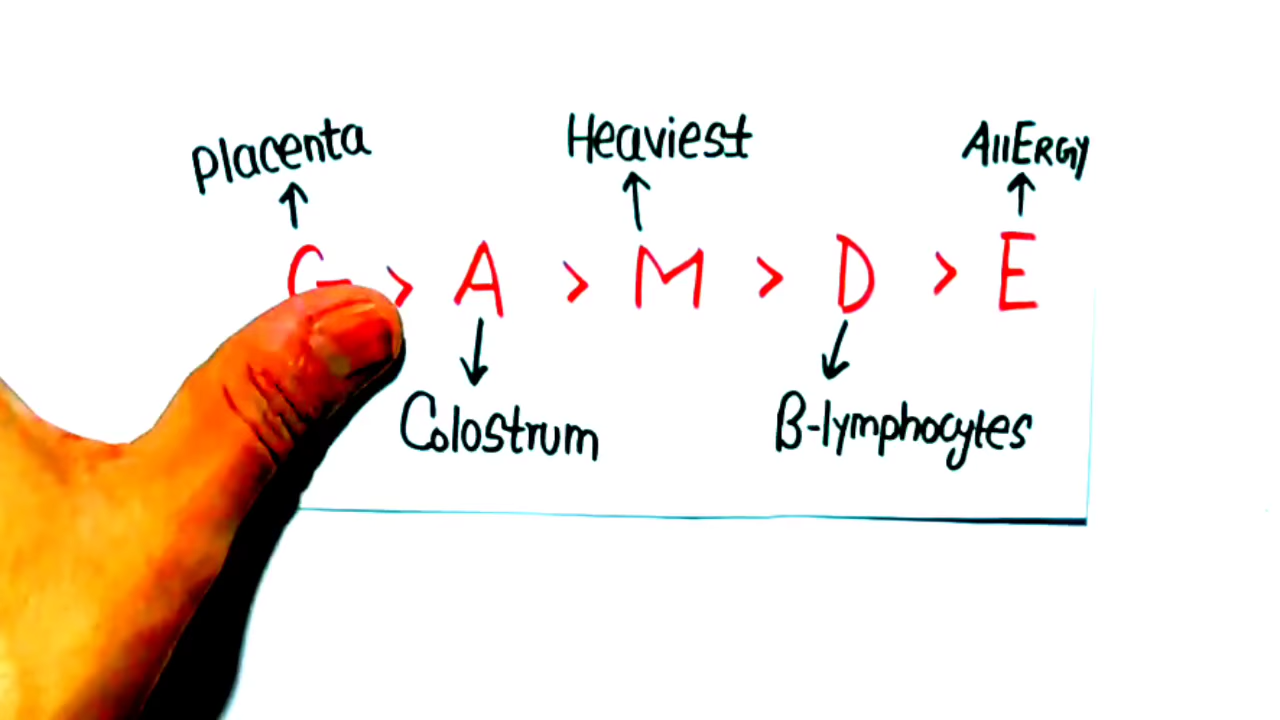 Placenta Heaviest AllERGY
G > A > M > D > E
Colostrum B-lymphocytes